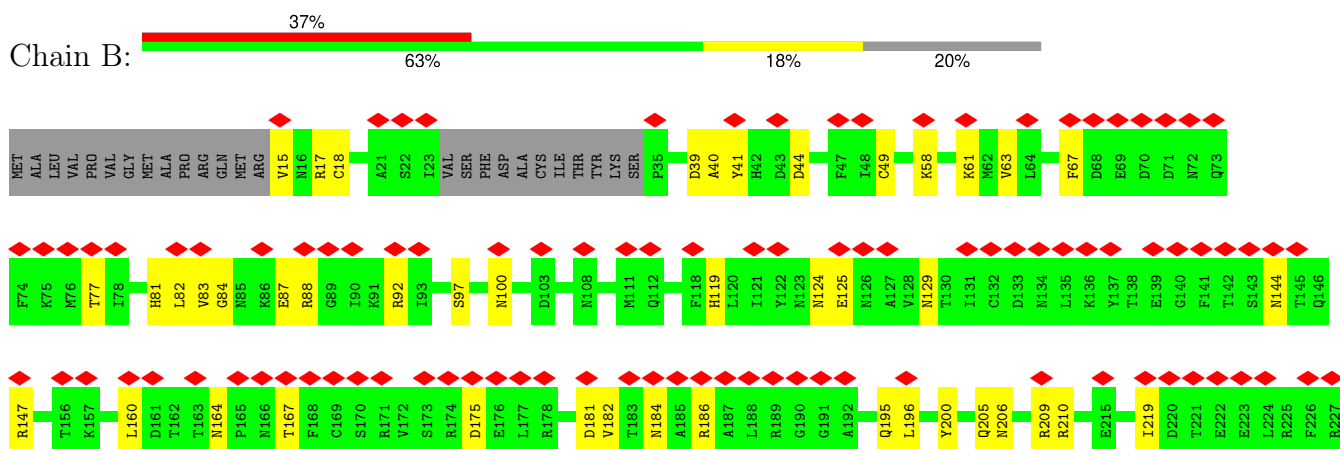 37%
Chain B:
63% 18% 20%
MET ALA LEU VAL PRO VAL GLY MET ALA PRO ARG GLN MET ARG V15 N16 R17 C18 A21 S22 I23 VAL SER PHE ASP ALA CYS ILE THR TYR LYS SER P35 D39 A40 Y41 H42 D43 D44 F47 I48 C49 K58 K61 M62 V63 L64 F67 D68 E69 D70 D71 N72 Q73
F74 K75 M76 T77 I78 H81 L82 V83 G84 N85 K86 E87 R88 G89 I90 K91 R92 I93 S97 N100 D103 N108 M111 Q112 F118 H119 L120 I121 Y122 N123 N124 E125 N126 A127 V128 N129 T130 I131 C132 D133 N134 L135 K136 Y137 T138 E139 G140 F141 T142 S143 N144 T145 Q146
R147 T156 K157 L160 D161 T162 T163 N164 P165 N166 T167 F168 C169 S170 R171 V172 S173 R174 D175 E176 L177 R178 D181 V182 T183 N184 A185 R186 A187 L188 R189 G190 G191 A192 Q195 L196 Y200 Q205 N206 R209 R210 E215 I219 D220 T221 E222 E223 L224 R225 F226 R227